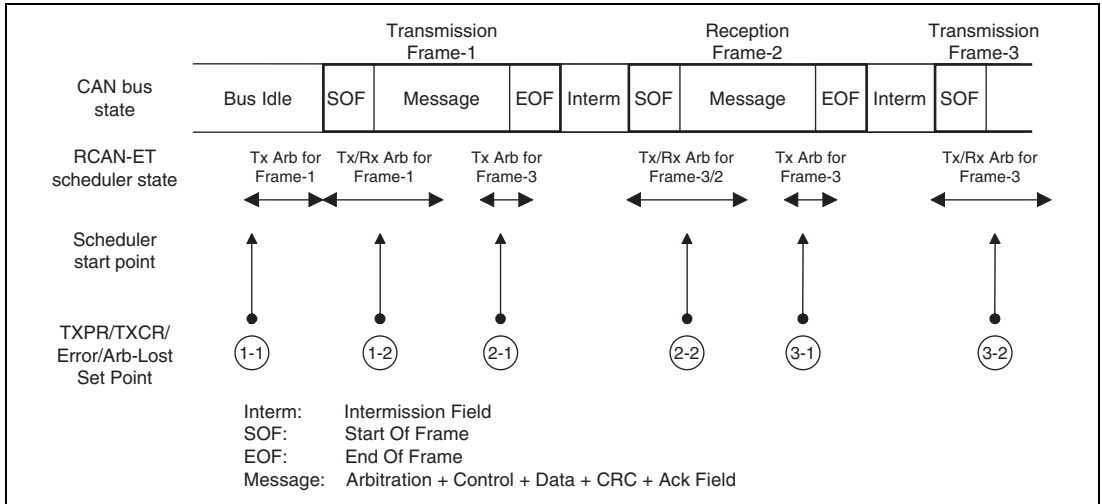 Transmission
Frame-1
Reception
Frame-2
Transmission
Frame-3
CAN bus
state
Bus Idle
SOF
Message
EOF
Interm
SOF
Message
EOF
Interm
SOF
RCAN-ET
scheduler state
Tx Arb for
Frame-1
Tx/Rx Arb for
Frame-1
Tx Arb for
Frame-3
Tx/Rx Arb for
Frame-3/2
Tx Arb for
Frame-3
Tx/Rx Arb for
Frame-3
Scheduler
start point
TXPR/TXCR/
Error/Arb-Lost
Set Point
1-1
1-2
2-1
2-2
3-1
3-2
Interm: Intermission Field
SOF: Start Of Frame
EOF: End Of Frame
Message: Arbitration + Control + Data + CRC + Ack Field